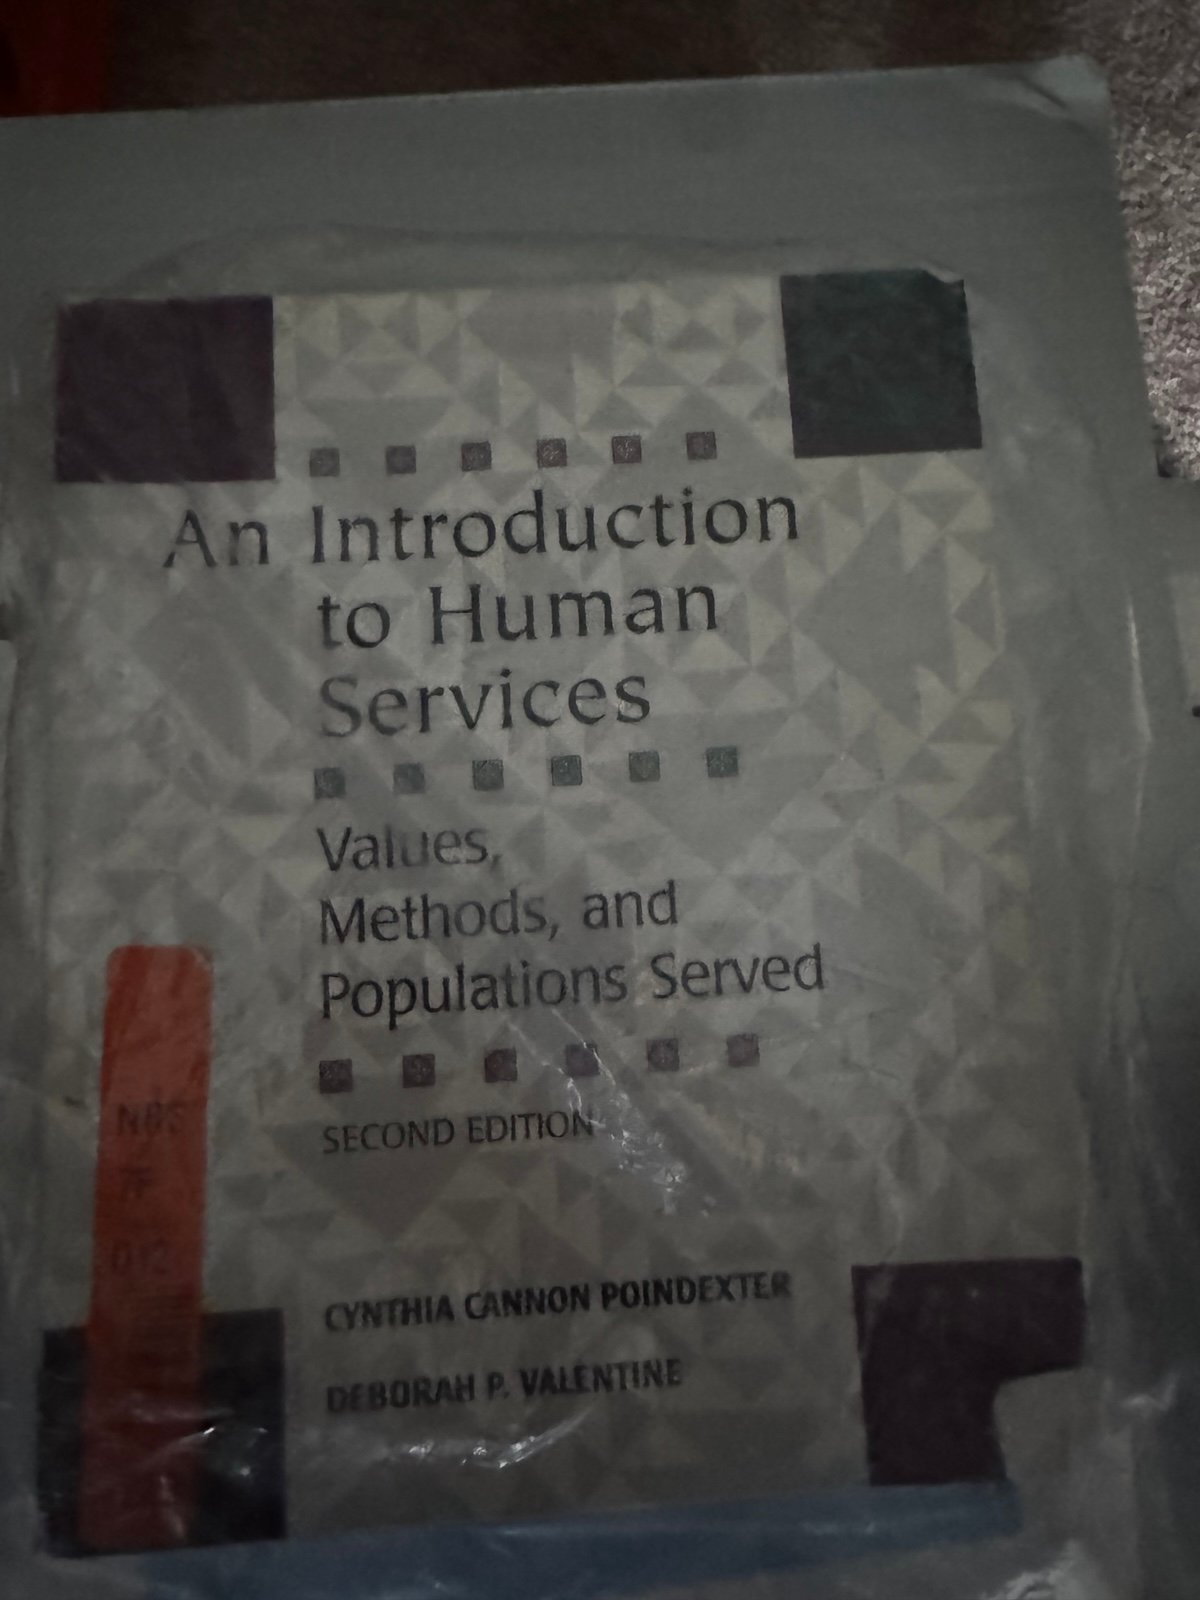 An Introduction
to Human
Services
Values,
Methods, and
Populations Served
SECOND EDITION
CYNTHIA CANNON POINDEXTER
DEBORAH P. VALENTINE